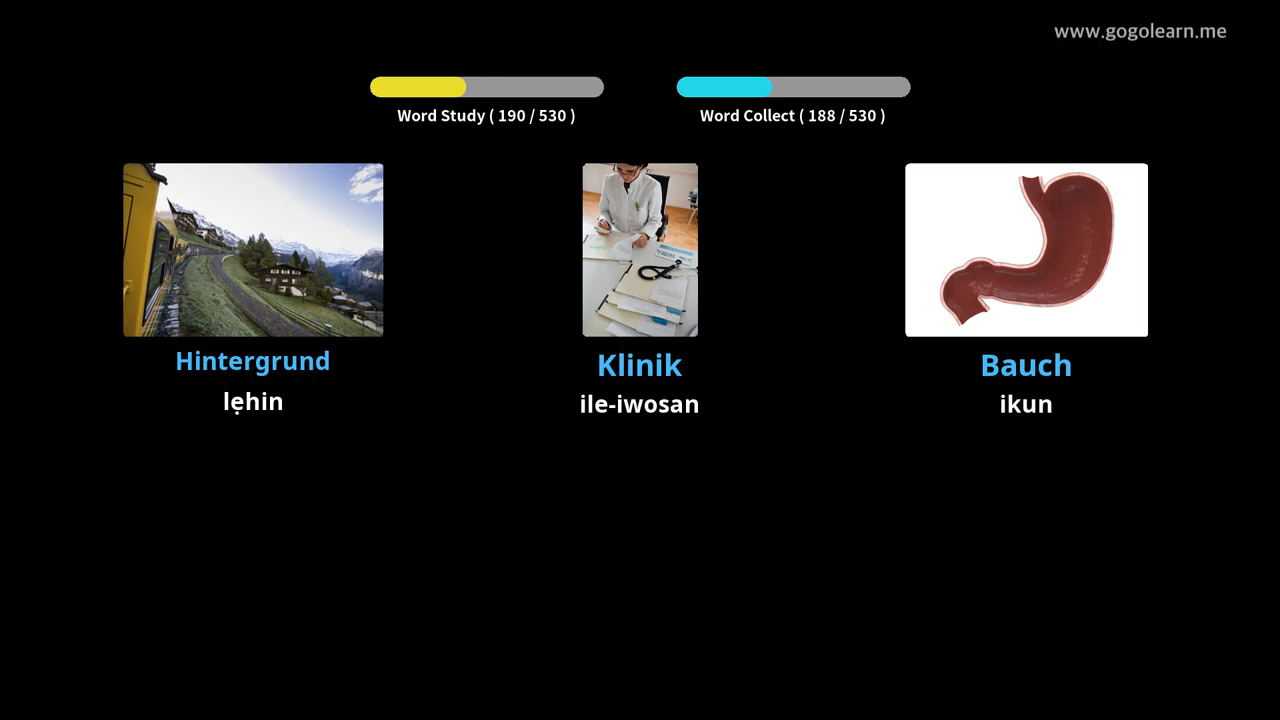 www.gogolearn.me
Word Study ( 190 / 530 )
Word Collect ( 188 / 530 )
Hintergrund
lẹhin
Klinik
ile-iwosan
Bauch
ikun